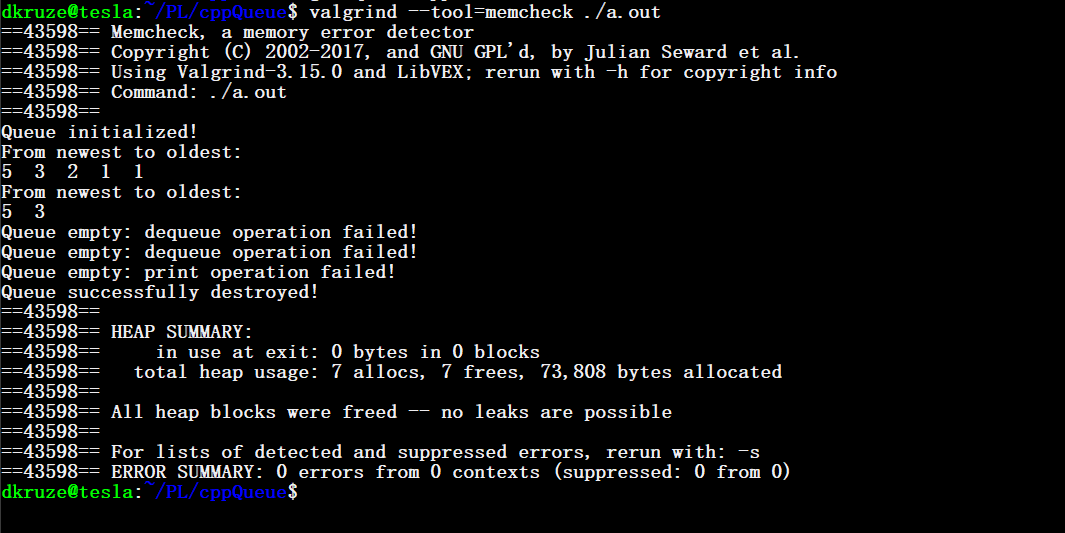 dkruze@tesla:~/PL/cppQueue$ valgrind --tool=memcheck ./a.out
==43598== Memcheck, a memory error detector
==43598== Copyright (C) 2002-2017, and GNU GPL'd, by Julian Seward et al.
==43598== Using Valgrind-3.15.0 and LibVEX; rerun with -h for copyright info
==43598== Command: ./a.out
==43598==
Queue initialized!
From newest to oldest:
5  3  2  1  1
From newest to oldest:
5  3
Queue empty: dequeue operation failed!
Queue empty: dequeue operation failed!
Queue empty: print operation failed!
Queue successfully destroyed!
==43598==
==43598== HEAP SUMMARY:
==43598==     in use at exit: 0 bytes in 0 blocks
==43598==   total heap usage: 7 allocs, 7 frees, 73,808 bytes allocated
==43598==
==43598== All heap blocks were freed -- no leaks are possible
==43598==
==43598== For lists of detected and suppressed errors, rerun with: -s
==43598== ERROR SUMMARY: 0 errors from 0 contexts (suppressed: 0 from 0)
dkruze@tesla:~/PL/cppQueue$